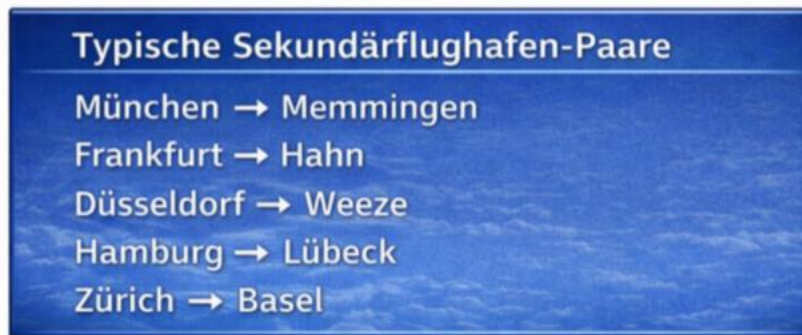 Typische Sekundärflughafen-Paare
München → Memmingen
Frankfurt → Hahn
Düsseldorf → Weeze
Hamburg → Lübeck
Zürich → Basel